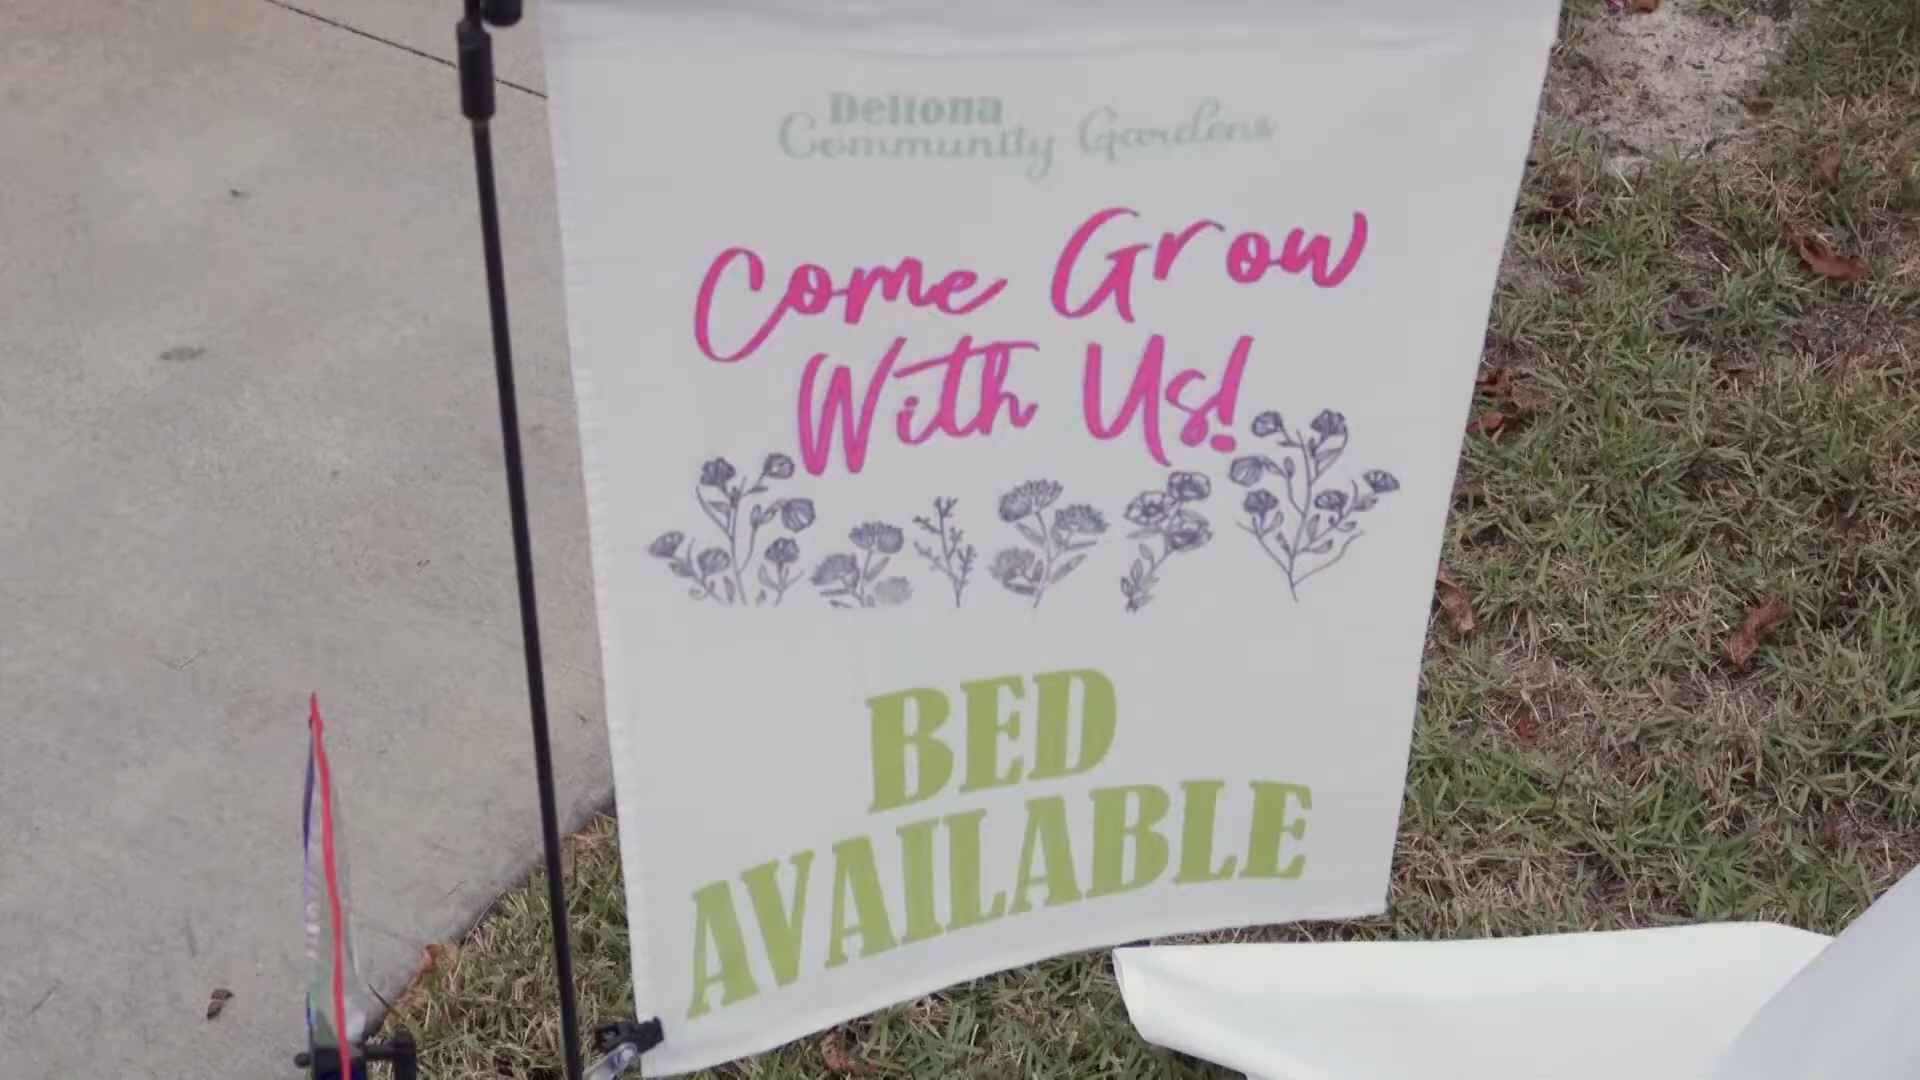 Deltona
Community Gardens
Come Grow
With Us!
BED
AVAILABLE